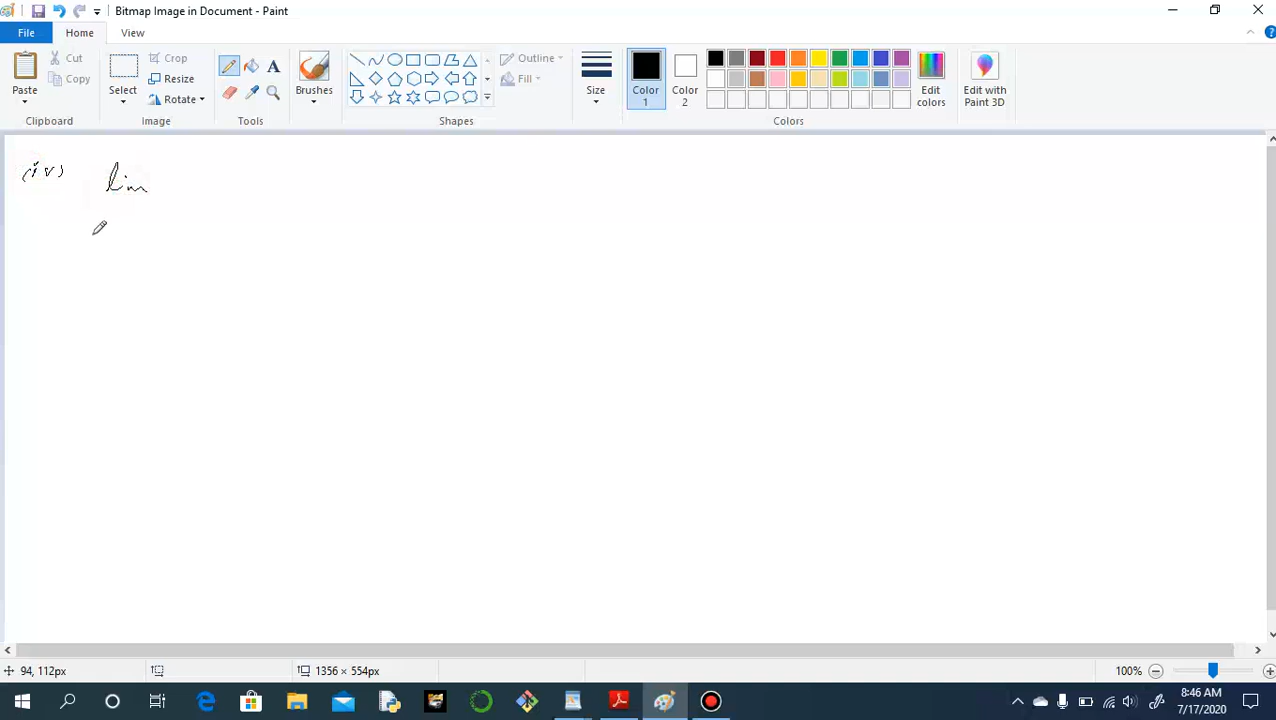 Bitmap Image in Document - Paint
File Home View
Paste Cut Copy Clipboard
Select Crop Resize Rotate Image
Tools
Brushes
Outline Fill Shapes
Size
Color 1 Color 2 Edit colors Colors
Edit with Paint 3D
(iv) lim
94, 112px 1356 × 554px 100%
8:46 AM
7/17/2020